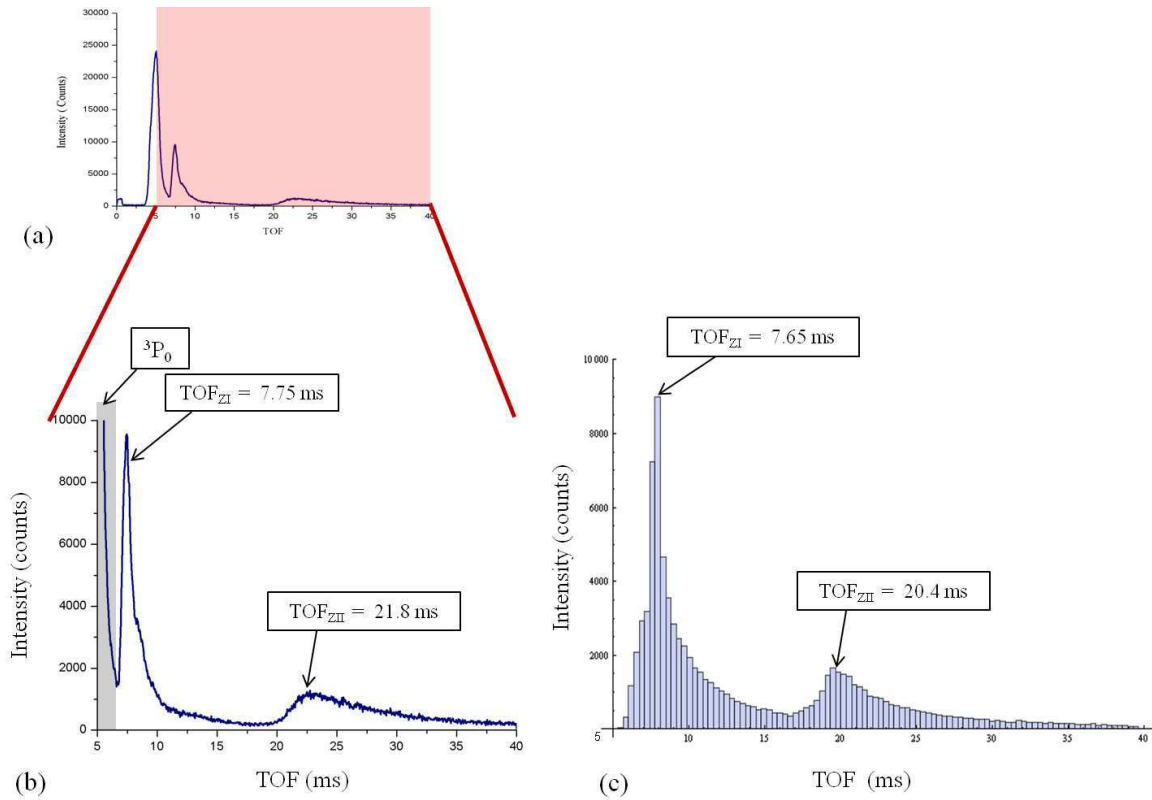 30000
25000
20000
15000
10000
5000
0
Intensity ( Counts)
0 5 10 15 20 25 30 35 40
TOF
(a)
³P₀
TOF_ZI = 7.75 ms
10000
8000
6000
4000
2000
0
Intensity (counts)
TOF_ZII = 21.8 ms
5 10 15 20 25 30 35 40
TOF (ms)
(b)
TOF_ZI = 7.65 ms
10 000
8000
6000
4000
2000
Intensity (counts)
TOF_ZII = 20.4 ms
5 10 15 20 25 30 35 40
TOF (ms)
(c)